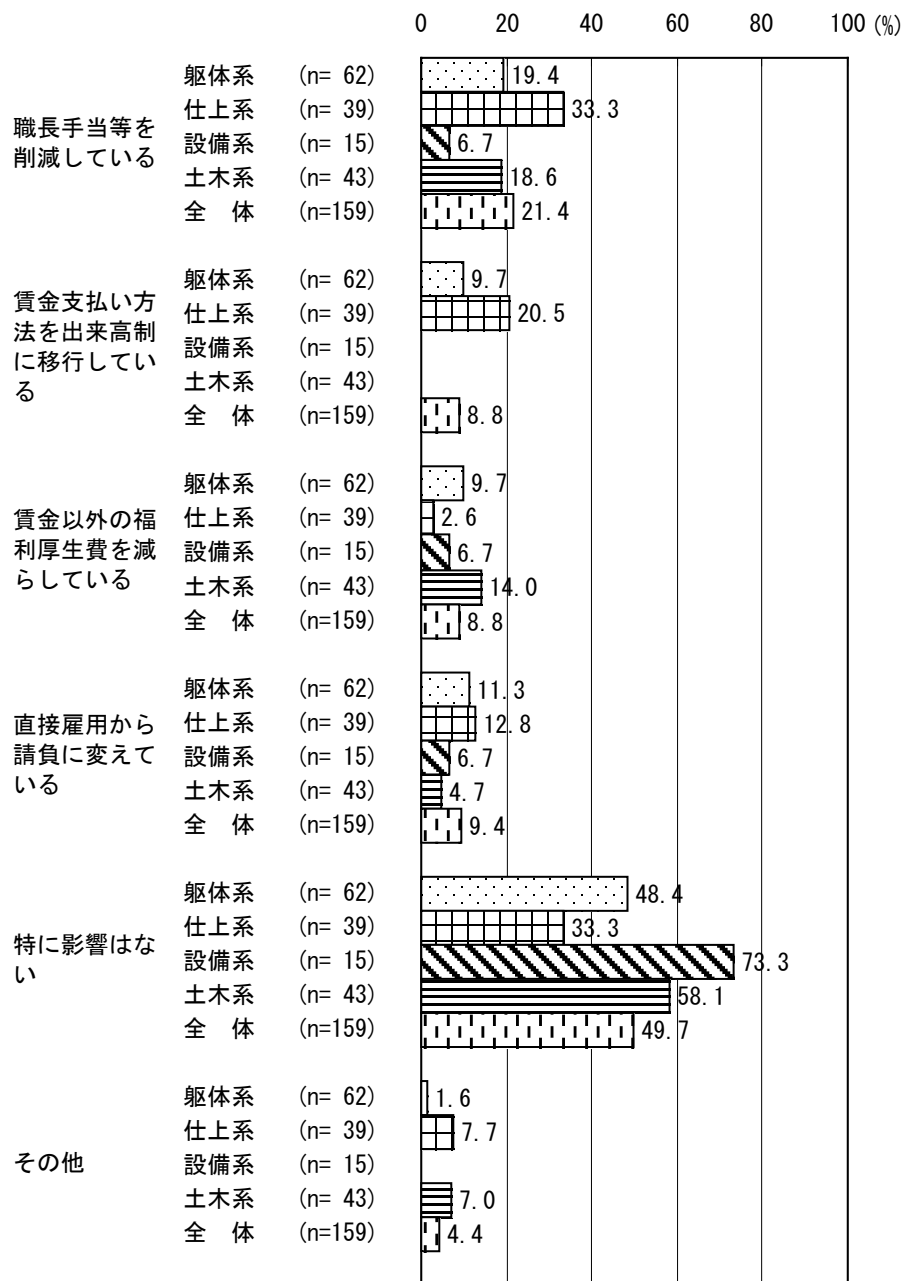 0 20 40 60 80 100 (%)
職長手当等を
削減している
躯体系 (n= 62) 19.4
仕上系 (n= 39) 33.3
設備系 (n= 15) 6.7
土木系 (n= 43) 18.6
全　体 (n=159) 21.4
賃金支払い方
法を出来高制
に移行してい
る
躯体系 (n= 62) 9.7
仕上系 (n= 39) 20.5
設備系 (n= 15)
土木系 (n= 43)
全　体 (n=159) 8.8
賃金以外の福
利厚生費を減
らしている
躯体系 (n= 62) 9.7
仕上系 (n= 39) 2.6
設備系 (n= 15) 6.7
土木系 (n= 43) 14.0
全　体 (n=159) 8.8
直接雇用から
請負に変えて
いる
躯体系 (n= 62) 11.3
仕上系 (n= 39) 12.8
設備系 (n= 15) 6.7
土木系 (n= 43) 4.7
全　体 (n=159) 9.4
特に影響はな
い
躯体系 (n= 62) 48.4
仕上系 (n= 39) 33.3
設備系 (n= 15) 73.3
土木系 (n= 43) 58.1
全　体 (n=159) 49.7
その他
躯体系 (n= 62) 1.6
仕上系 (n= 39) 7.7
設備系 (n= 15)
土木系 (n= 43) 7.0
全　体 (n=159) 4.4